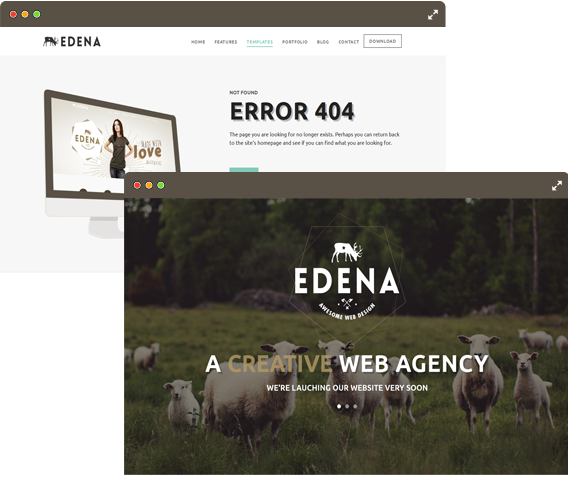 EDENA
HOME FEATURES TEMPLATES PORTFOLIO BLOG CONTACT DOWNLOAD
NOT FOUND
ERROR 404
The page you are looking for no longer exists. Perhaps you can return back
to the site's homepage and see if you can find what you are looking for.
EDENA
MADE WITH
love
EDENA
AWESOME WEB DESIGN
A CREATIVE WEB AGENCY
WE'RE LAUCHING OUR WEBSITE VERY SOON